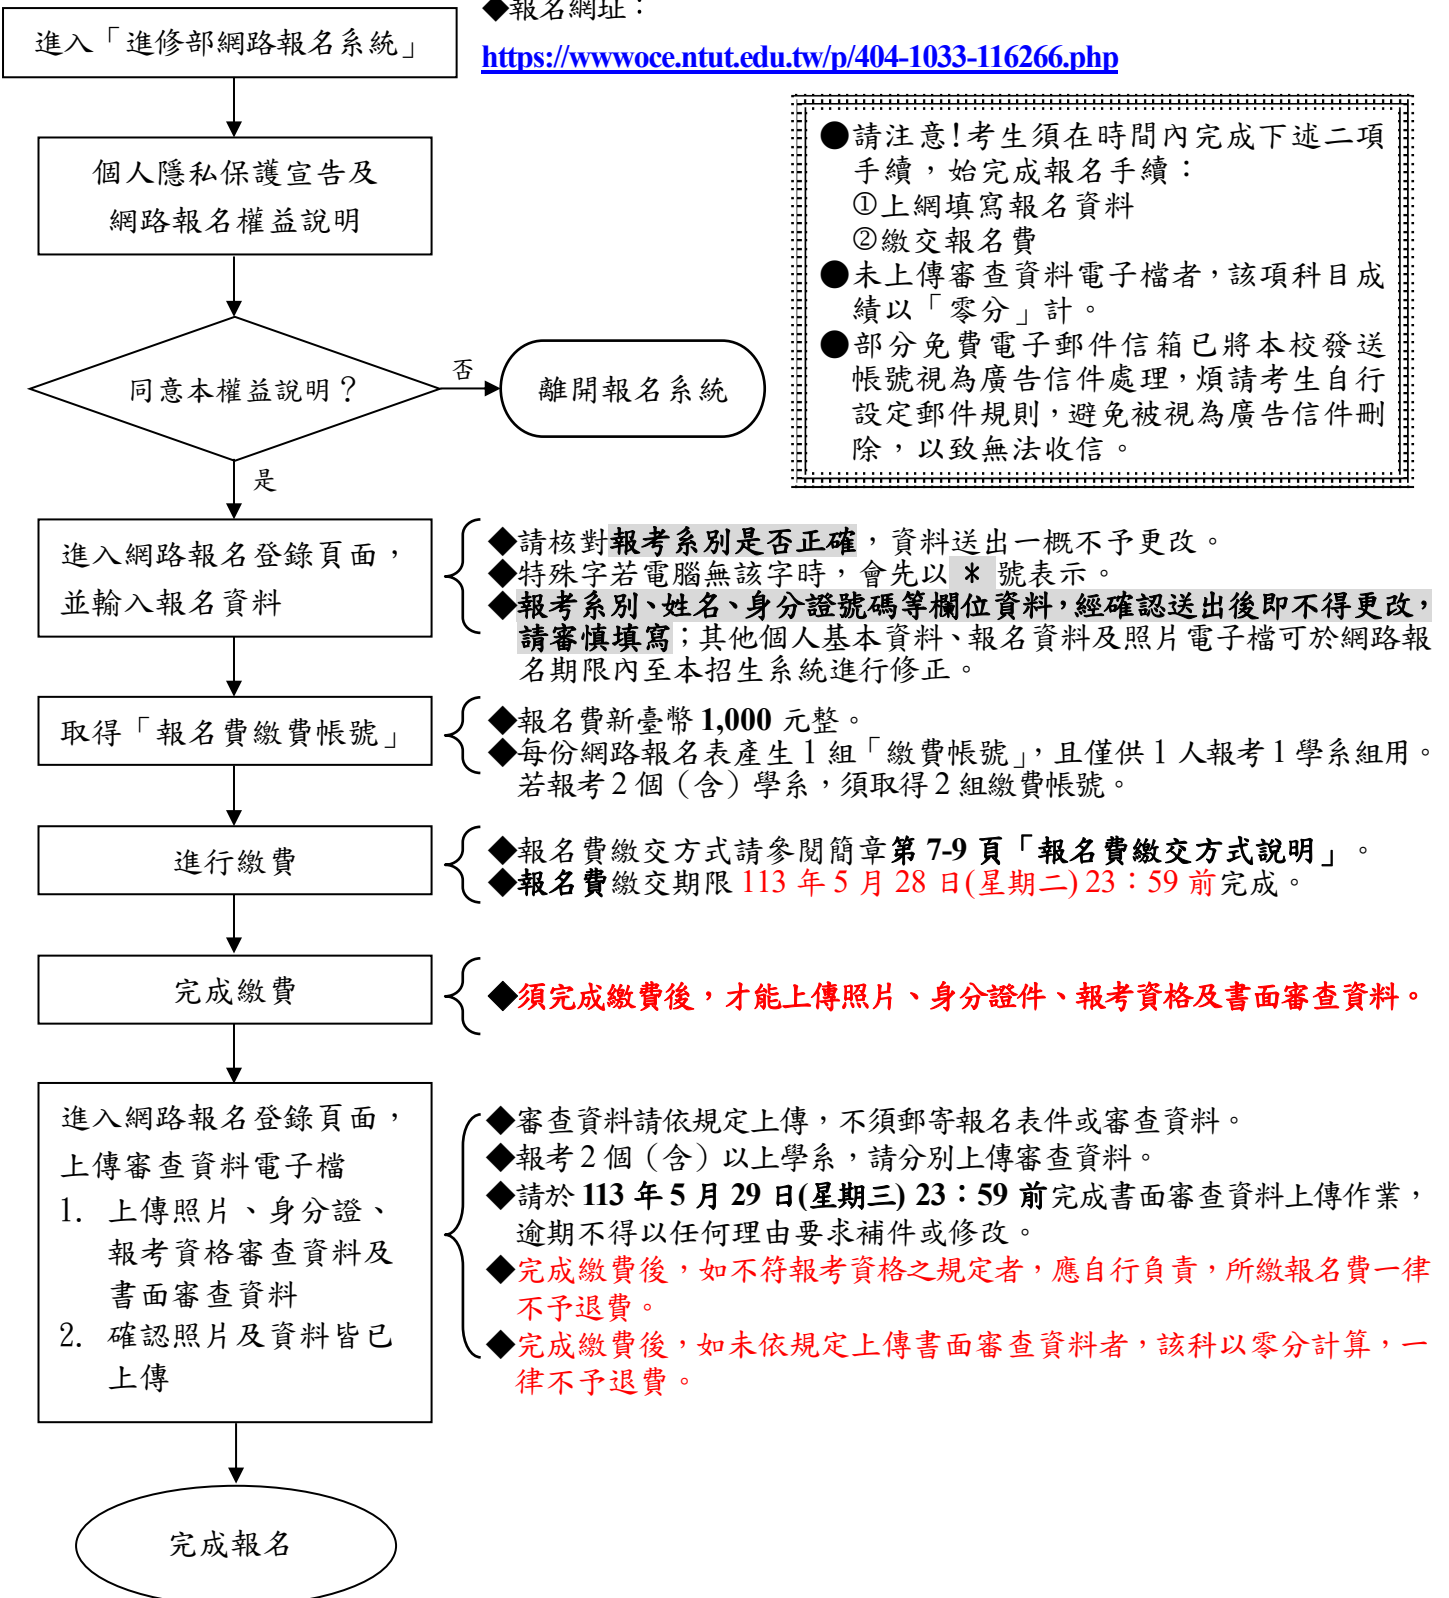 ◆報名網址：
進入「進修部網路報名系統」
https://wwwoce.ntut.edu.tw/p/404-1033-116266.php
個人隱私保護宣告及
網路報名權益說明
●請注意!考生須在時間內完成下述二項
手續，始完成報名手續：
①上網填寫報名資料
②繳交報名費
●未上傳審查資料電子檔者，該項科目成
績以「零分」計。
●部分免費電子郵件信箱已將本校發送
帳號視為廣告信件處理，煩請考生自行
設定郵件規則，避免被視為廣告信件刪
除，以致無法收信。
同意本權益說明？
否
離開報名系統
是
進入網路報名登錄頁面，
並輸入報名資料
◆請核對報考系別是否正確，資料送出一概不予更改。
◆特殊字若電腦無該字時，會先以 * 號表示。
◆報考系別、姓名、身分證號碼等欄位資料，經確認送出後即不得更改，
請審慎填寫；其他個人基本資料、報名資料及照片電子檔可於網路報
名期限內至本招生系統進行修正。
取得「報名費繳費帳號」
◆報名費新臺幣 1,000 元整。
◆每份網路報名表產生 1 組「繳費帳號」，且僅供 1 人報考 1 學系組用。
若報考 2 個（含）學系，須取得 2 組繳費帳號。
進行繳費
◆報名費繳交方式請參閱簡章第 7-9 頁「報名費繳交方式說明」。
◆報名費繳交期限 113 年 5 月 28 日(星期二) 23：59 前完成。
完成繳費
◆須完成繳費後，才能上傳照片、身分證件、報考資格及書面審查資料。
進入網路報名登錄頁面，
上傳審查資料電子檔
1. 上傳照片、身分證、
報考資格審查資料及
書面審查資料
2. 確認照片及資料皆已
上傳
◆審查資料請依規定上傳，不須郵寄報名表件或審查資料。
◆報考 2 個（含）以上學系，請分別上傳審查資料。
◆請於 113 年 5 月 29 日(星期三) 23：59 前完成書面審查資料上傳作業，
逾期不得以任何理由要求補件或修改。
◆完成繳費後，如不符報考資格之規定者，應自行負責，所繳報名費一律
不予退費。
◆完成繳費後，如未依規定上傳書面審查資料者，該科以零分計算，一
律不予退費。
完成報名